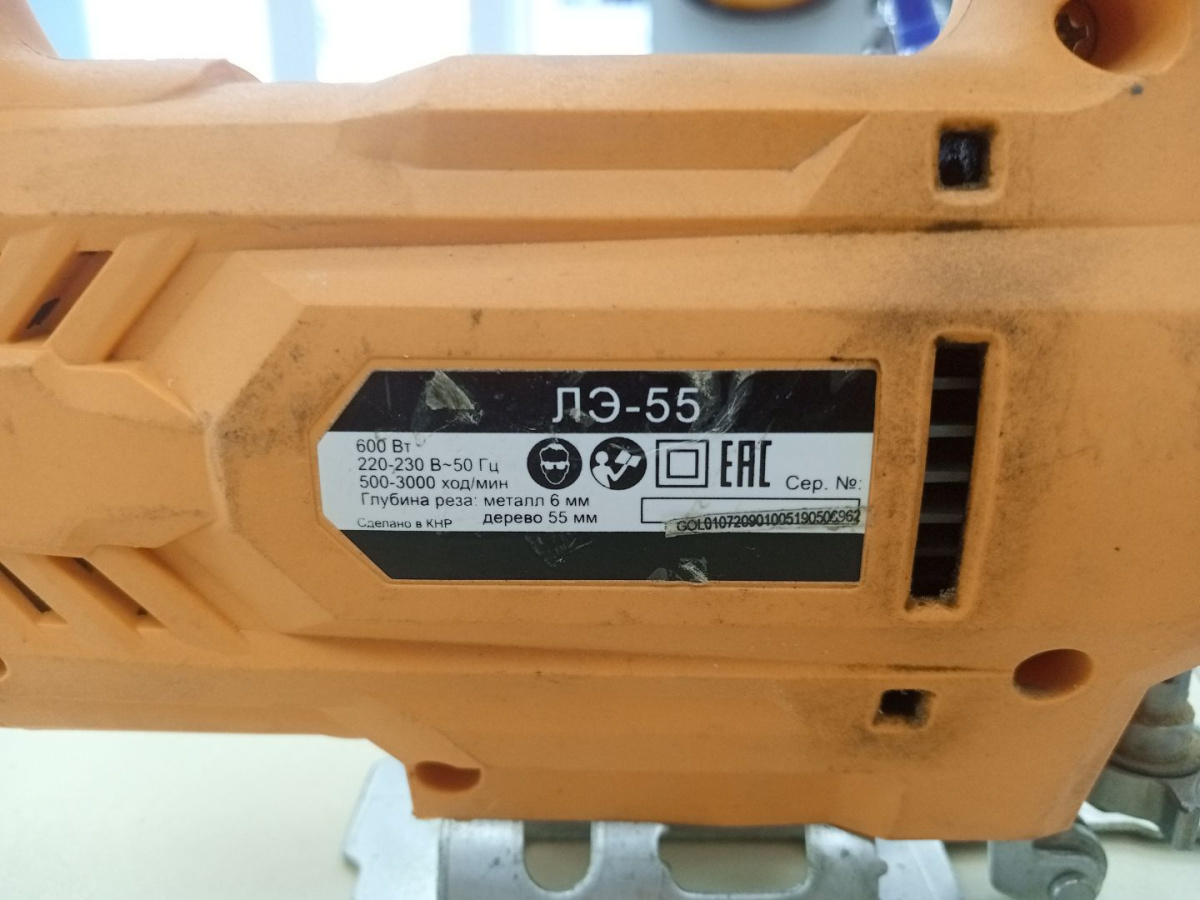 ЛЭ-55
600 Вт
220-230 В~50 Гц
500-3000 ход/мин
Глубина реза: металл 6 мм
дерево 55 мм
Сделано в КНР
EAC
Сер. №: